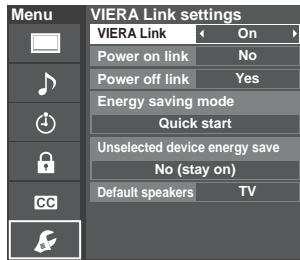 Menu
VIERA Link settings
VIERA Link On
Power on link No
Power off link Yes
Energy saving mode
Quick start
Unselected device energy save
No (stay on)
Default speakers TV
CC